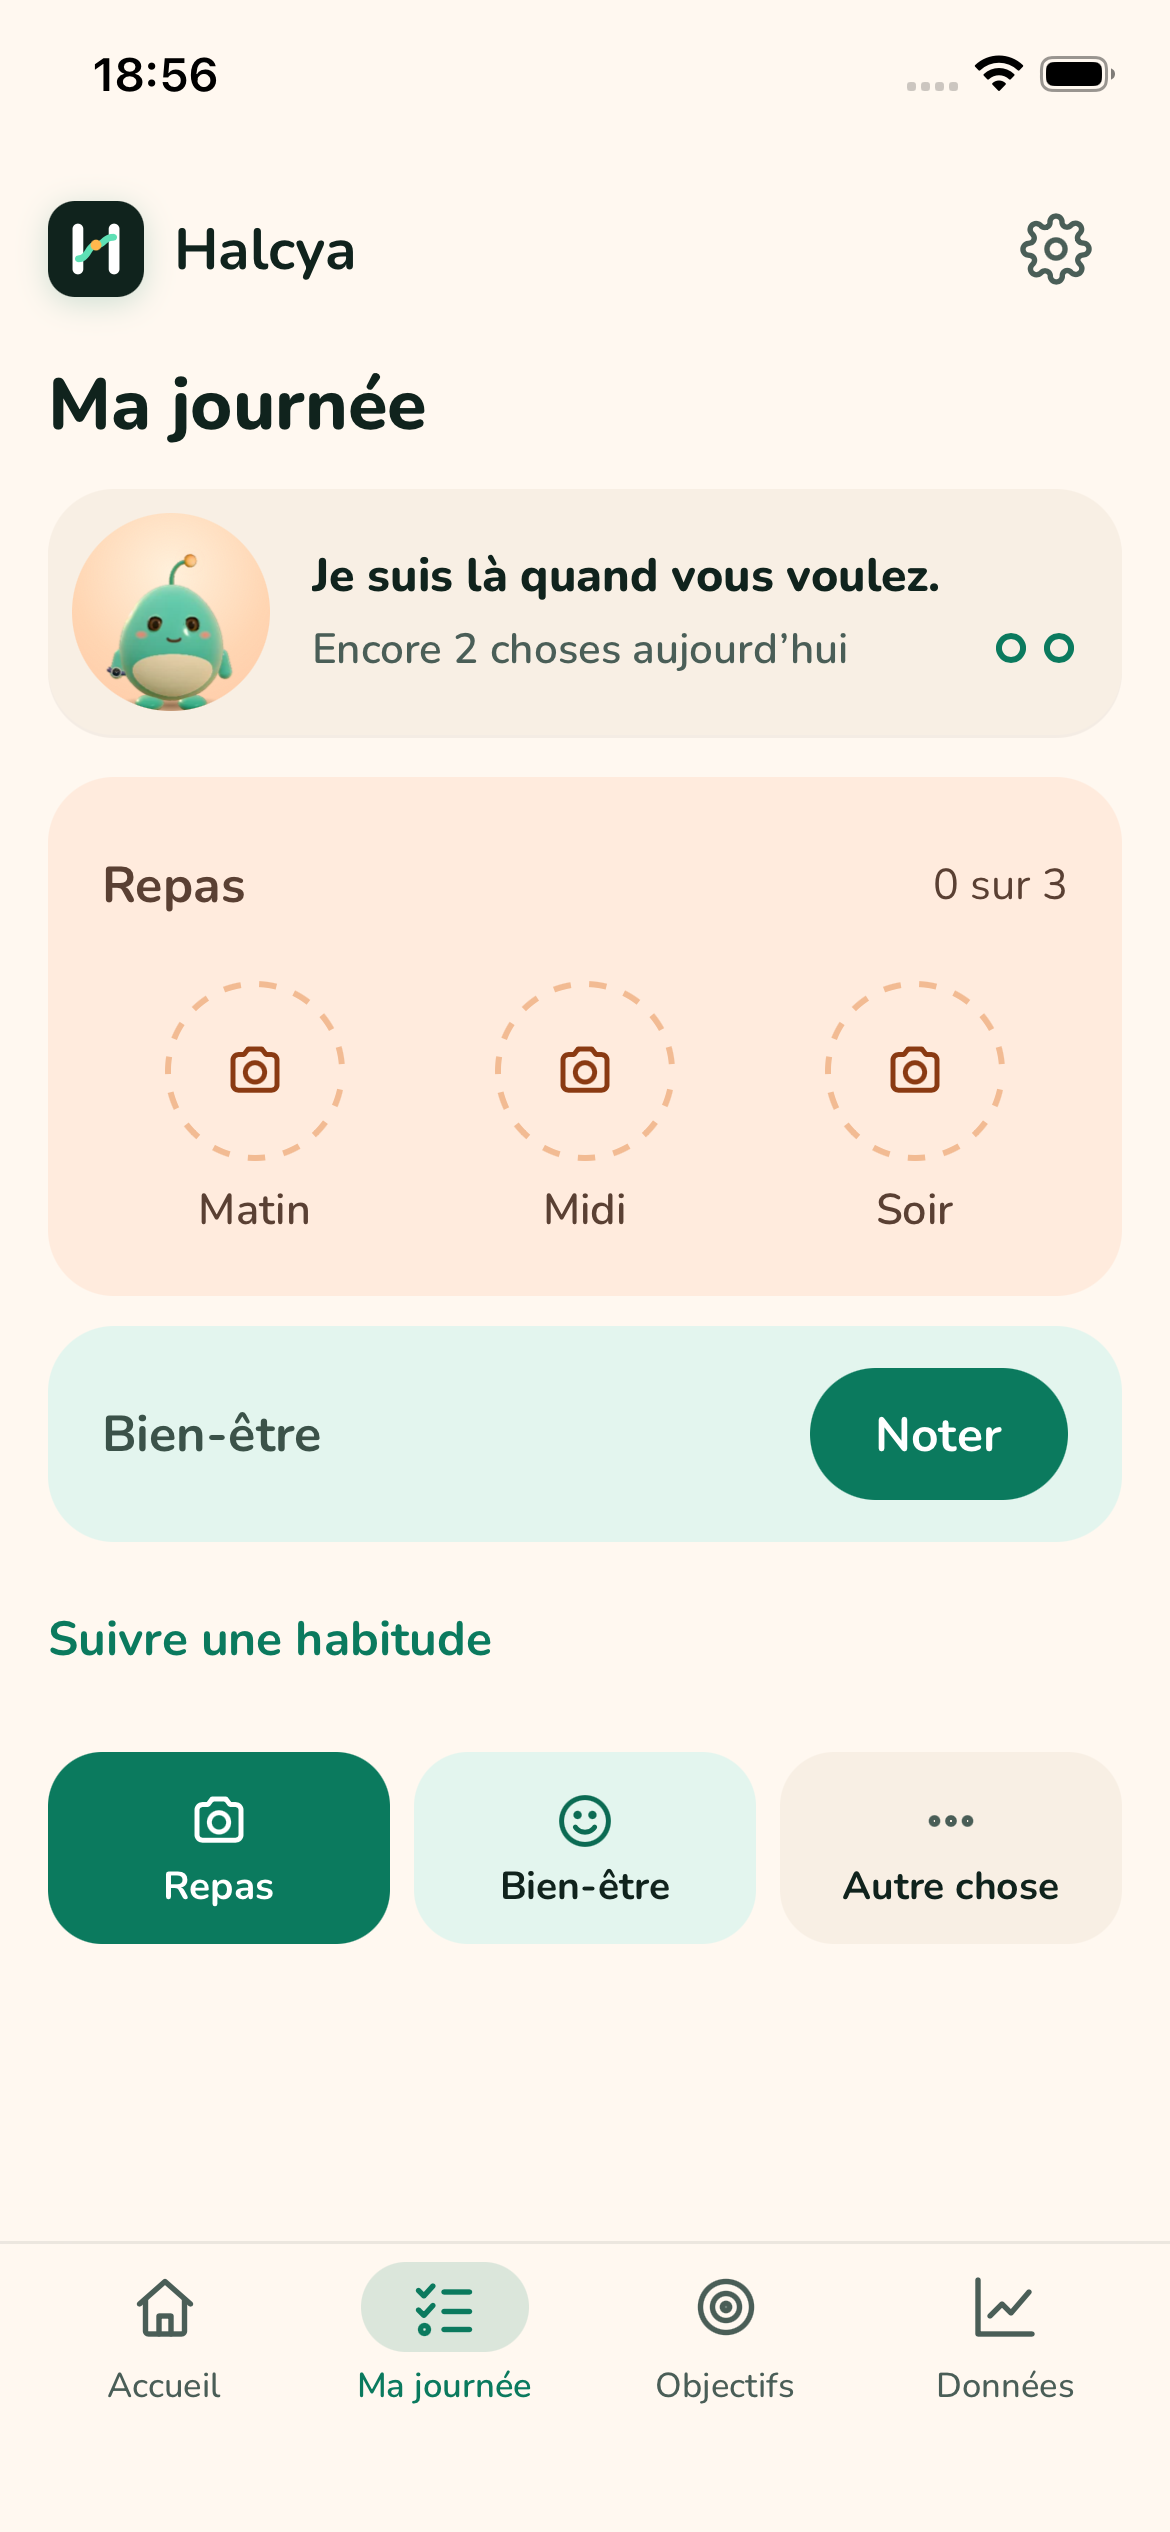 18:56
Halcya
Ma journée
Je suis là quand vous voulez.
Encore 2 choses aujourd’hui
Repas
0 sur 3
Matin
Midi
Soir
Bien-être
Noter
Suivre une habitude
Repas
Bien-être
Autre chose
Accueil
Ma journée
Objectifs
Données